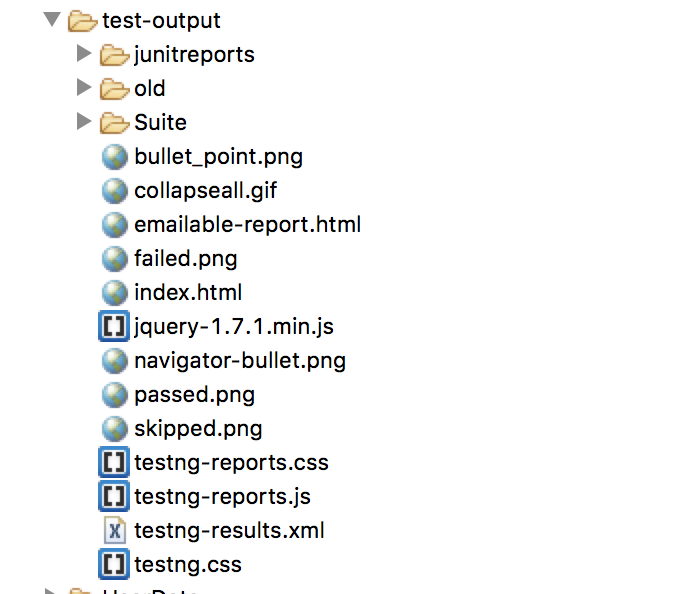 test-output
junitreports
old
Suite
bullet_point.png
collapseall.gif
emailable-report.html
failed.png
index.html
jquery-1.7.1.min.js
navigator-bullet.png
passed.png
skipped.png
testng-reports.css
testng-reports.js
testng-results.xml
testng.css